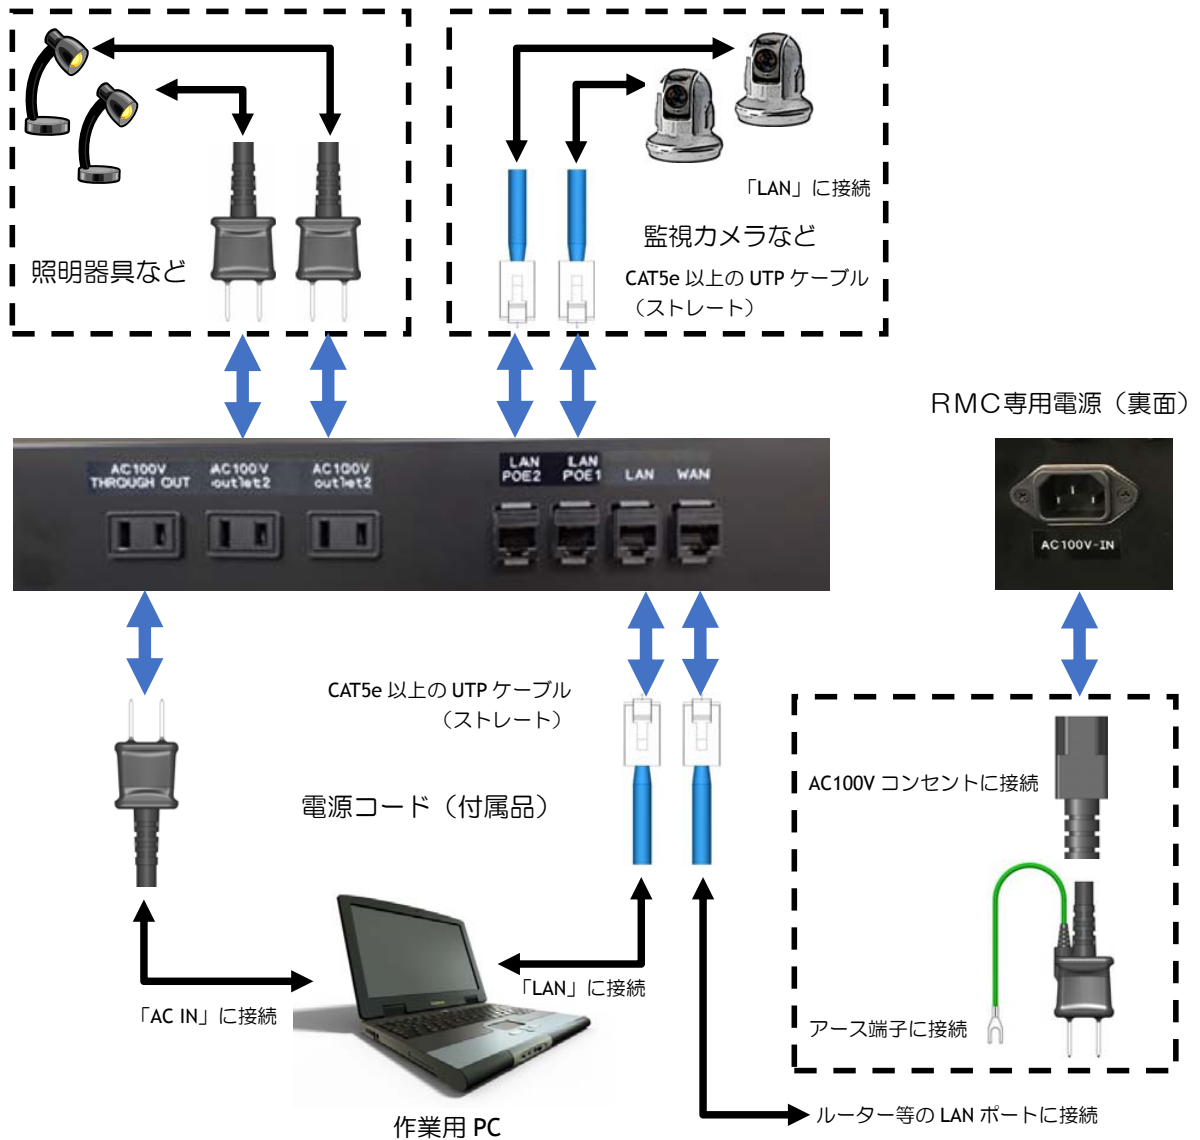 「LAN」に接続
監視カメラなど
照明器具など
CAT5e 以上の UTP ケーブル
（ストレート）
RMC専用電源（裏面）
AC100V
THROUGH OUT
AC100V
outlet2
AC100V
outlet2
LAN
POE2
LAN
POE1
LAN
WAN
AC100V-IN
CAT5e 以上の UTP ケーブル
（ストレート）
電源コード（付属品）
AC100V コンセントに接続
「AC IN」に接続
「LAN」に接続
アース端子に接続
作業用 PC
ルーター等の LAN ポートに接続